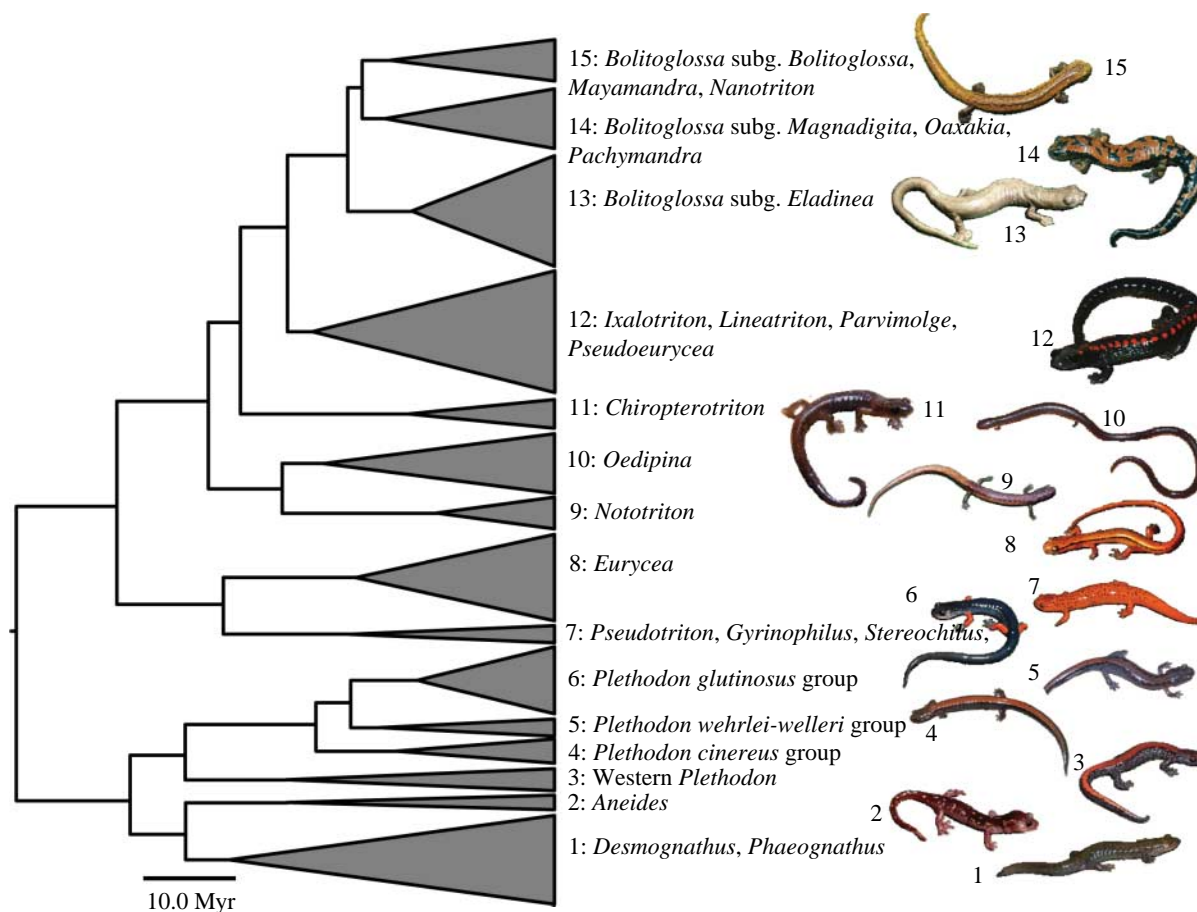 15: Bolitoglossa subg. Bolitoglossa,
Mayamandra, Nanotriton
15
14: Bolitoglossa subg. Magnadigita, Oaxakia,
Pachymandra
14
13: Bolitoglossa subg. Eladinea
13
12: Ixalotriton, Lineatriton, Parvimolge,
Pseudoeurycea
12
11: Chiropterotriton
11
10
10: Oedipina
9
9: Nototriton
8
8: Eurycea
7
6
7: Pseudotriton, Gyrinophilus, Stereochilus,
6: Plethodon glutinosus group
5
5: Plethodon wehrlei-welleri group
4
4: Plethodon cinereus group
3
3: Western Plethodon
2: Aneides
2
1: Desmognathus, Phaeognathus
1
10.0 Myr